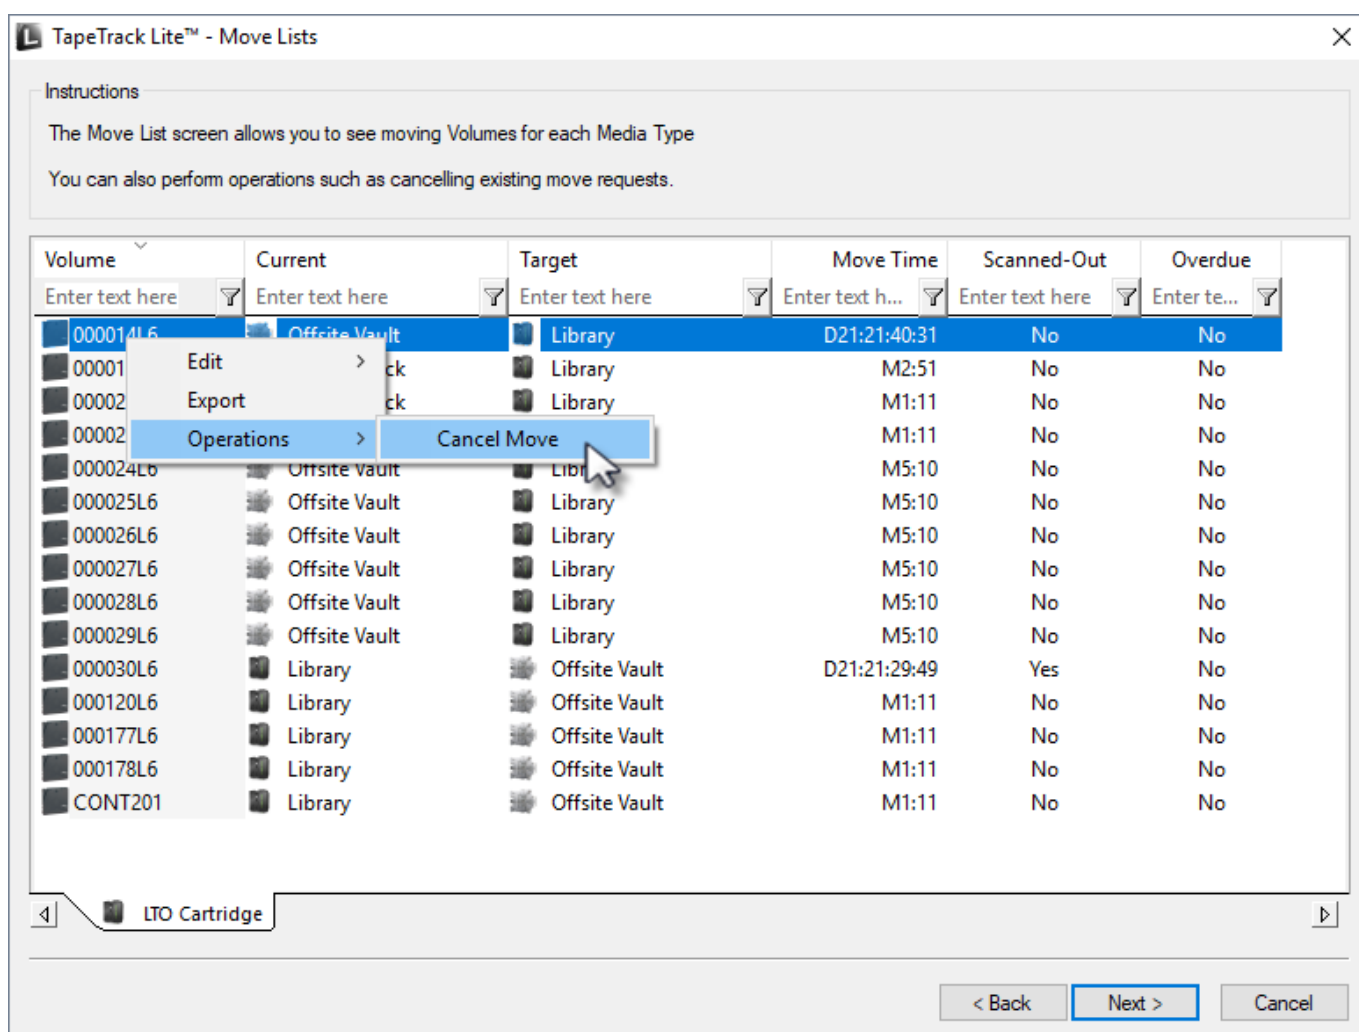 TapeTrack Lite™ - Move Lists
Instructions
The Move List screen allows you to see moving Volumes for each Media Type
You can also perform operations such as cancelling existing move requests.
Volume Current Target Move Time Scanned-Out Overdue
Enter text here Enter text here Enter text here Enter text h... Enter text here Enter te...
000014L6 Offsite Vault Library D21:21:40:31 No No
00001 ck Library M2:51 No No
Edit
00002 ck Library M1:11 No No
Export
00002 M1:11 No No
Operations Cancel Move
000024L6 Offsite Vault Library M5:10 No No
000025L6 Offsite Vault Library M5:10 No No
000026L6 Offsite Vault Library M5:10 No No
000027L6 Offsite Vault Library M5:10 No No
000028L6 Offsite Vault Library M5:10 No No
000029L6 Offsite Vault Library M5:10 No No
000030L6 Library Offsite Vault D21:21:29:49 Yes No
000120L6 Library Offsite Vault M1:11 No No
000177L6 Library Offsite Vault M1:11 No No
000178L6 Library Offsite Vault M1:11 No No
CONT201 Library Offsite Vault M1:11 No No
LTO Cartridge
< Back Next > Cancel